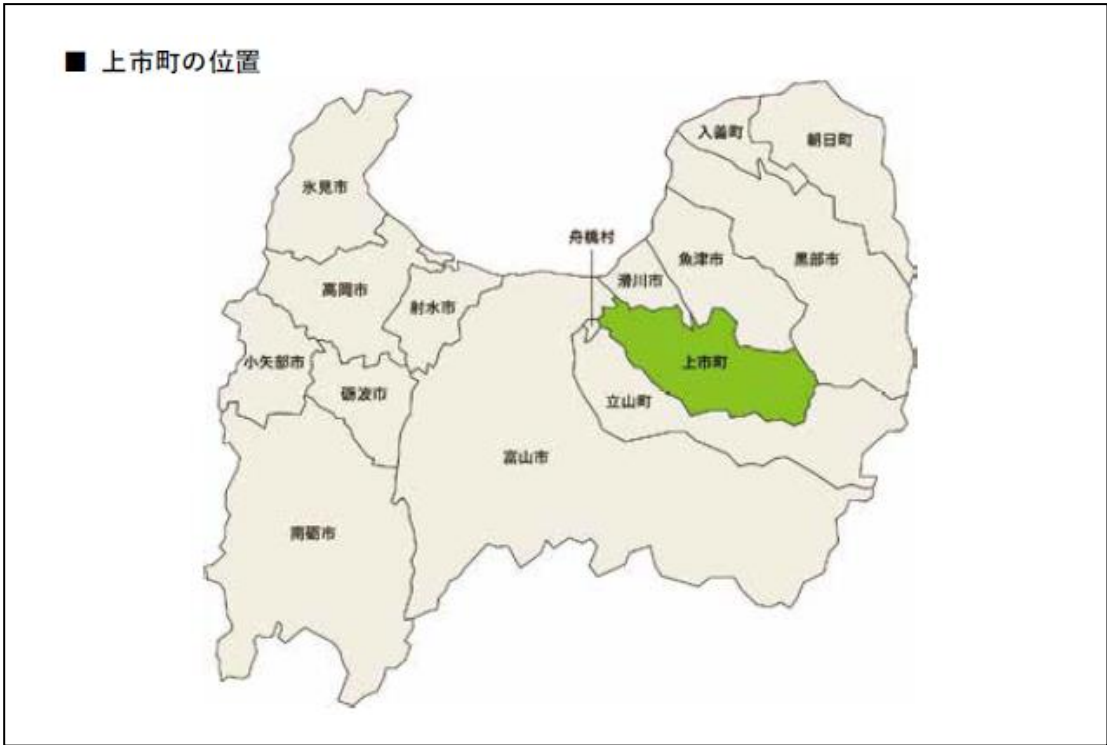 ■ 上市町の位置
入善町
朝日町
氷見市
舟橋村
魚津市
黒部市
滑川市
高岡市
射水市
小矢部市
上市町
砺波市
立山町
富山市
南砺市